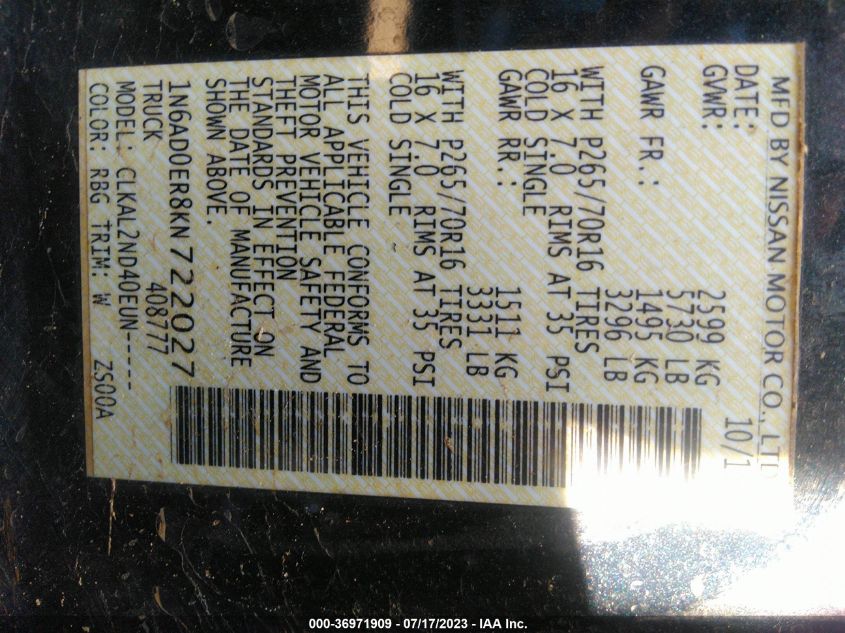 MFD BY NISSAN MOTOR CO., LTD
DATE: 10/1
GVWR: 2599 KG
5730 LB
GAWR FR.: 1495 KG
3296 LB
WITH P265/70R16 TIRES
16 X 7.0 RIMS AT 35 PSI
COLD SINGLE
GAWR RR.: 1511 KG
3331 LB
WITH P265/70R16 TIRES
16 X 7.0 RIMS AT 35 PSI
COLD SINGLE
THIS VEHICLE CONFORMS TO
ALL APPLICABLE FEDERAL
MOTOR VEHICLE SAFETY AND
THEFT PREVENTION
STANDARDS IN EFFECT ON
THE DATE OF MANUFACTURE
SHOWN ABOVE.
1N6AD0ER8KN722027
TRUCK 408777
MODEL: CLKAL2ND40EUN-----
COLOR: RBG TRIM: W ZS00A
000-36971909 - 07/17/2023 - IAA Inc.